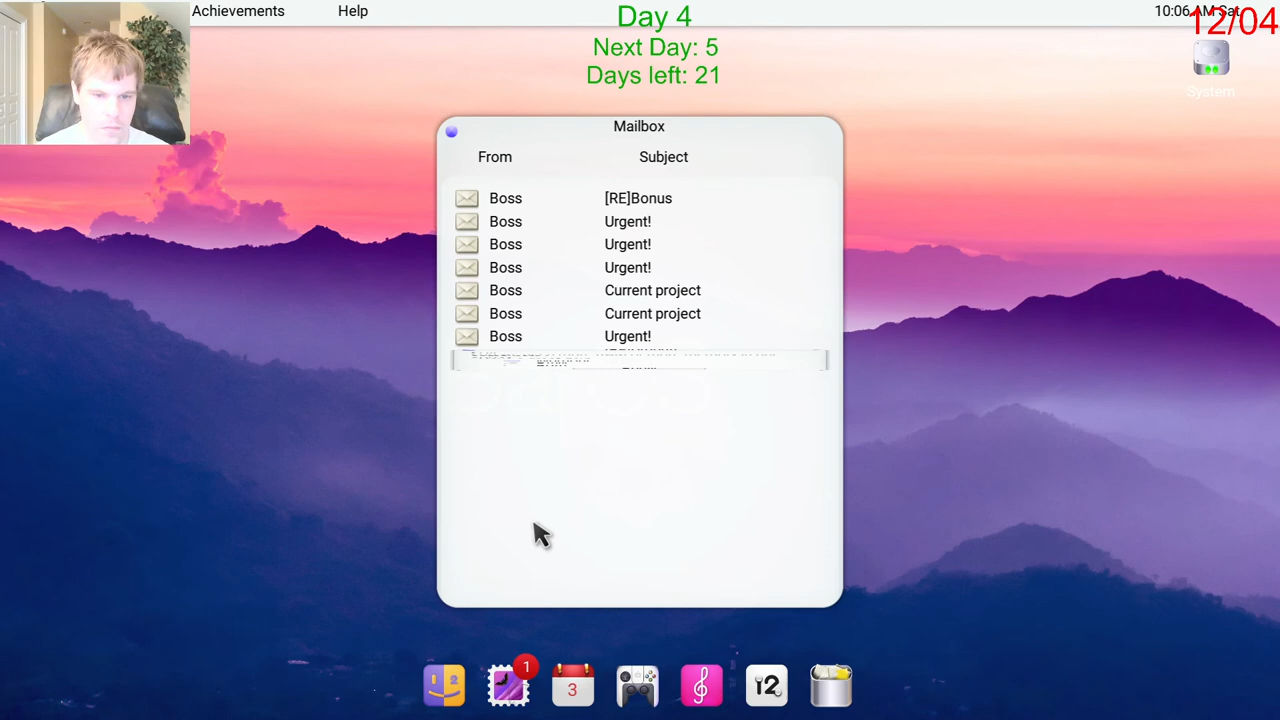 Achievements Help 10:06 AM Sat
12/04
Day 4
Next Day: 5
Days left: 21
System
Mailbox
From Subject
Boss [RE]Bonus
Boss Urgent!
Boss Urgent!
Boss Urgent!
Boss Current project
Boss Current project
Boss Urgent!
1
2
3
12